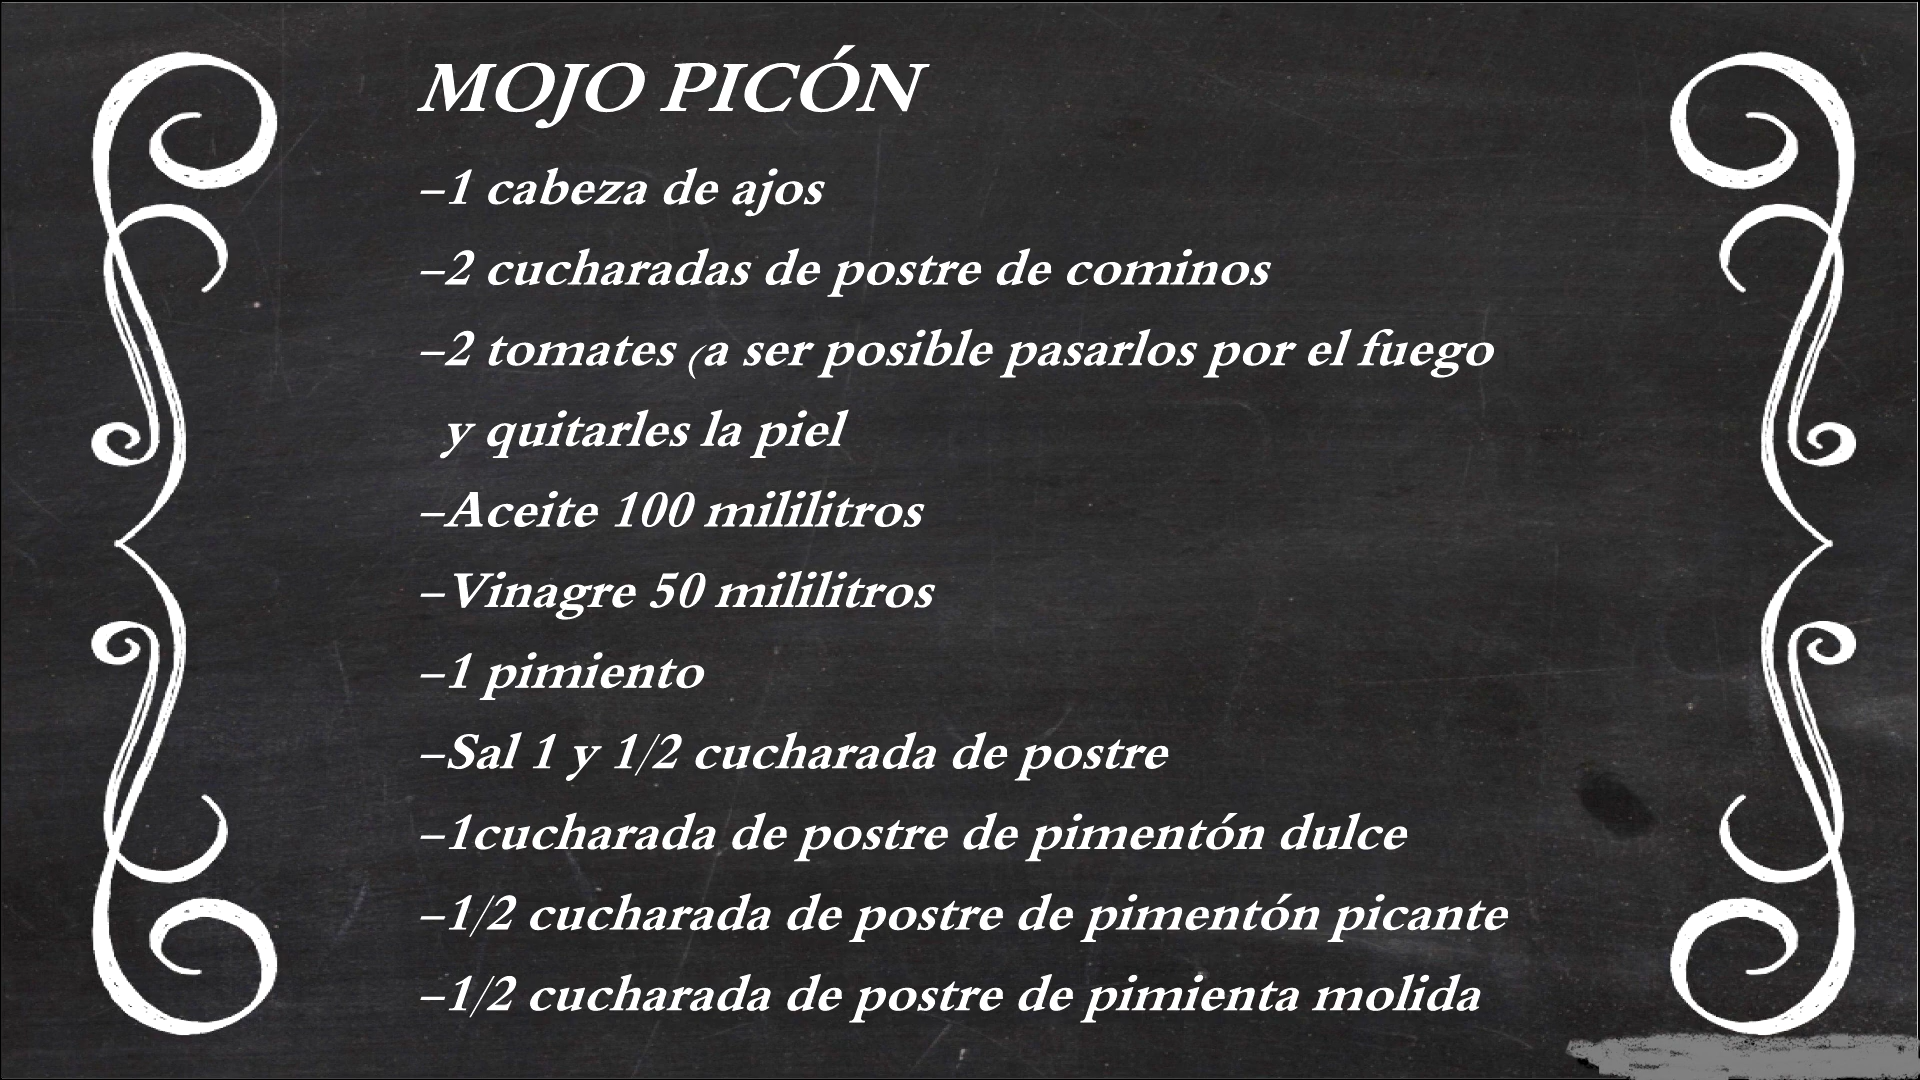 MOJO PICÓN
-1 cabeza de ajos
-2 cucharadas de postre de cominos
-2 tomates (a ser posible pasarlos por el fuego
y quitarles la piel
-Aceite 100 mililitros
-Vinagre 50 mililitros
-1 pimiento
-Sal 1 y 1/2 cucharada de postre
-1cucharada de postre de pimentón dulce
-1/2 cucharada de postre de pimentón picante
-1/2 cucharada de postre de pimienta molida